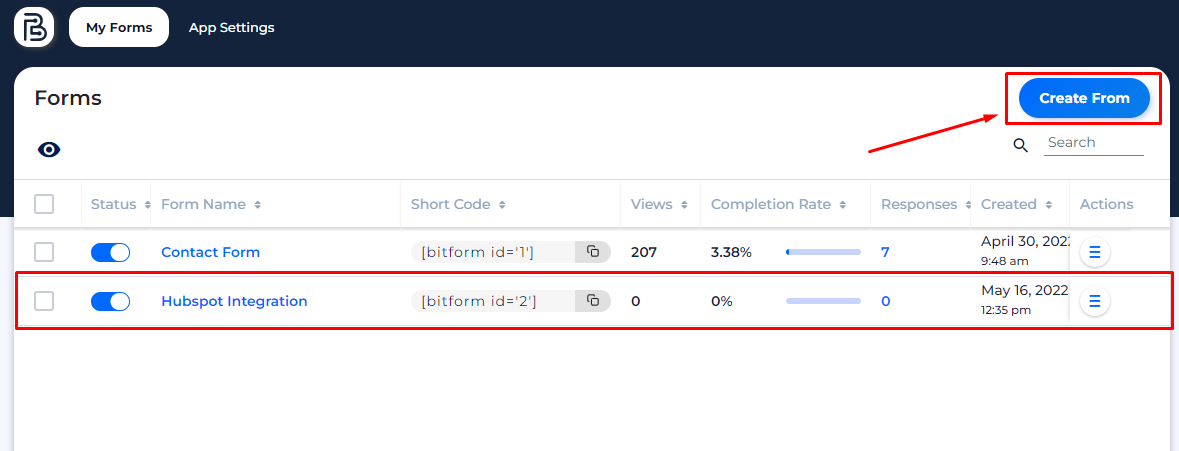 My Forms
App Settings
Forms
Create From
Search
Status Form Name Short Code Views Completion Rate Responses Created Actions
Contact Form [bitform id='1'] 207 3.38% 7 April 30, 2022
9:48 am
Hubspot Integration [bitform id='2'] 0 0% 0 May 16, 2022
12:35 pm